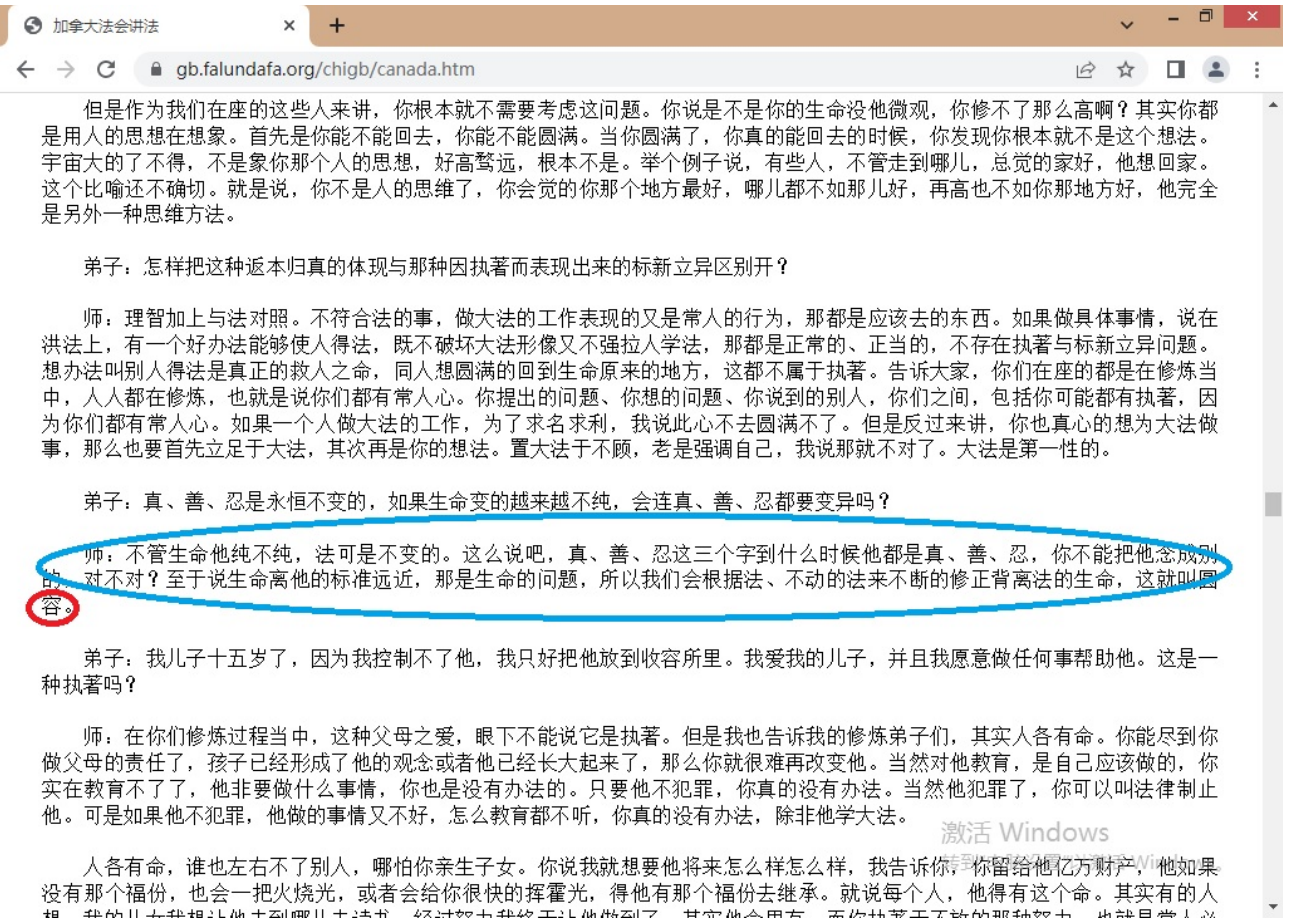 加拿大法会讲法
gb.falundafa.org/chigb/canada.htm
但是作为我们在座的这些人来讲，你根本就不需要考虑这问题。你说是不是你的生命没他微观，你修不了那么高啊？其实你都
是用人的思想在想象。首先是你能不能回去，你能不能圆满。当你圆满了，你真的能回去的时候，你发现你根本就不是这个想法。
宇宙大的了不得，不是象你那个人的思想，好高骛远，根本不是。举个例子说，有些人，不管走到哪儿，总觉的家好，他想回家。
这个比喻还不确切。就是说，你不是人的思维了，你会觉的你那个地方最好，哪儿都不如那儿好，再高也不如你那地方好，他完全
是另外一种思维方法。
弟子：怎样把这种返本归真的体现与那种因执著而表现出来的标新立异区别开？
师：理智加上与法对照。不符合法的事，做大法的工作表现的又是常人的行为，那都是应该去的东西。如果做具体事情，说在
洪法上，有一个好办法能够使人得法，既不破坏大法形像又不强拉人学法，那都是正常的、正当的，不存在执著与标新立异问题。
想办法叫别人得法是真正的救人之命，同人想圆满的回到生命原来的地方，这都不属于执著。告诉大家，你们在座的都是在修炼当
中，人人都在修炼，也就是说你们都有常人心。你提出的问题、你想的问题、你说到的别人，你们之间，包括你可能都有执著，因
为你们都有常人心。如果一个人做大法的工作，为了求名求利，我说此心不去圆满不了。但是反过来讲，你也真心的想为大法做
事，那么也要首先立足于大法，其次再是你的想法。置大法于不顾，老是强调自己，我说那就不对了。大法是第一性的。
弟子：真、善、忍是永恒不变的，如果生命变的越来越不纯，会连真、善、忍都要变异吗？
师：不管生命他纯不纯，法可是不变的。这么说吧，真、善、忍这三个字到什么时候他都是真、善、忍，你不能把他念成别
的，对不对？至于说生命离他的标准远近，那是生命的问题，所以我们会根据法、不动的法来不断的修正背离法的生命，这就叫圆
容。
弟子：我儿子十五岁了，因为我控制不了他，我只好把他放到收容所里。我爱我的儿子，并且我愿意做任何事帮助他。这是一
种执著吗？
师：在你们修炼过程当中，这种父母之爱，眼下不能说它是执著。但是我也告诉我的修炼弟子们，其实人各有命。你能尽到你
做父母的责任了，孩子已经形成了他的观念或者他已经长大起来了，那么你就很难再改变他。当然对他教育，是自己应该做的，你
实在教育不了了，他非要做什么事情，你也是没有办法的。只要他不犯罪，你真的没有办法。当然他犯罪了，你可以叫法律制止
他。可是如果他不犯罪，他做的事情又不好，怎么教育都不听，你真的没有办法，除非他学大法。
激活 Windows
人各有命，谁也左右不了别人，哪怕你亲生子女。你说我就想要他将来怎么样怎么样，我告诉你，你留给他亿万财产，他如果
没有那个福份，也会一把火烧光，或者会给你很快的挥霍光，得他有那个福份去继承。就说每个人，他得有这个命。其实有的人